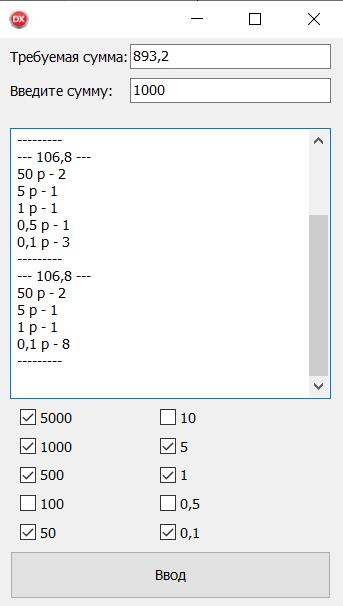 DX
Требуемая сумма: 893,2
Введите сумму: 1000
---------
--- 106,8 ---
50 р - 2
5 р - 1
1 р - 1
0,5 р - 1
0,1 р - 3
---------
--- 106,8 ---
50 р - 2
5 р - 1
1 р - 1
0,1 р - 8
---------
5000 10
1000 5
500 1
100 0,5
50 0,1
Ввод